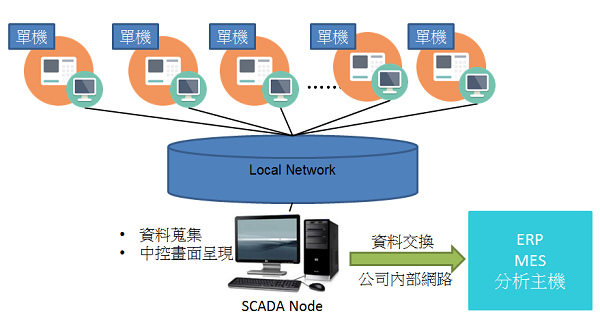 單機
單機
單機
單機
單機
Local Network
• 資料蒐集
• 中控畫面呈現
SCADA Node
資料交換
公司內部網路
ERP
MES
分析主機